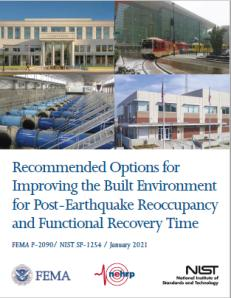 Recommended Options for
Improving the Built Environment
for Post-Earthquake Reoccupancy
and Functional Recovery Time
FEMA P-2090/ NIST SP-1254 / January 2021
FEMA
nehrp
NIST
National Institute of
Standards and Technology